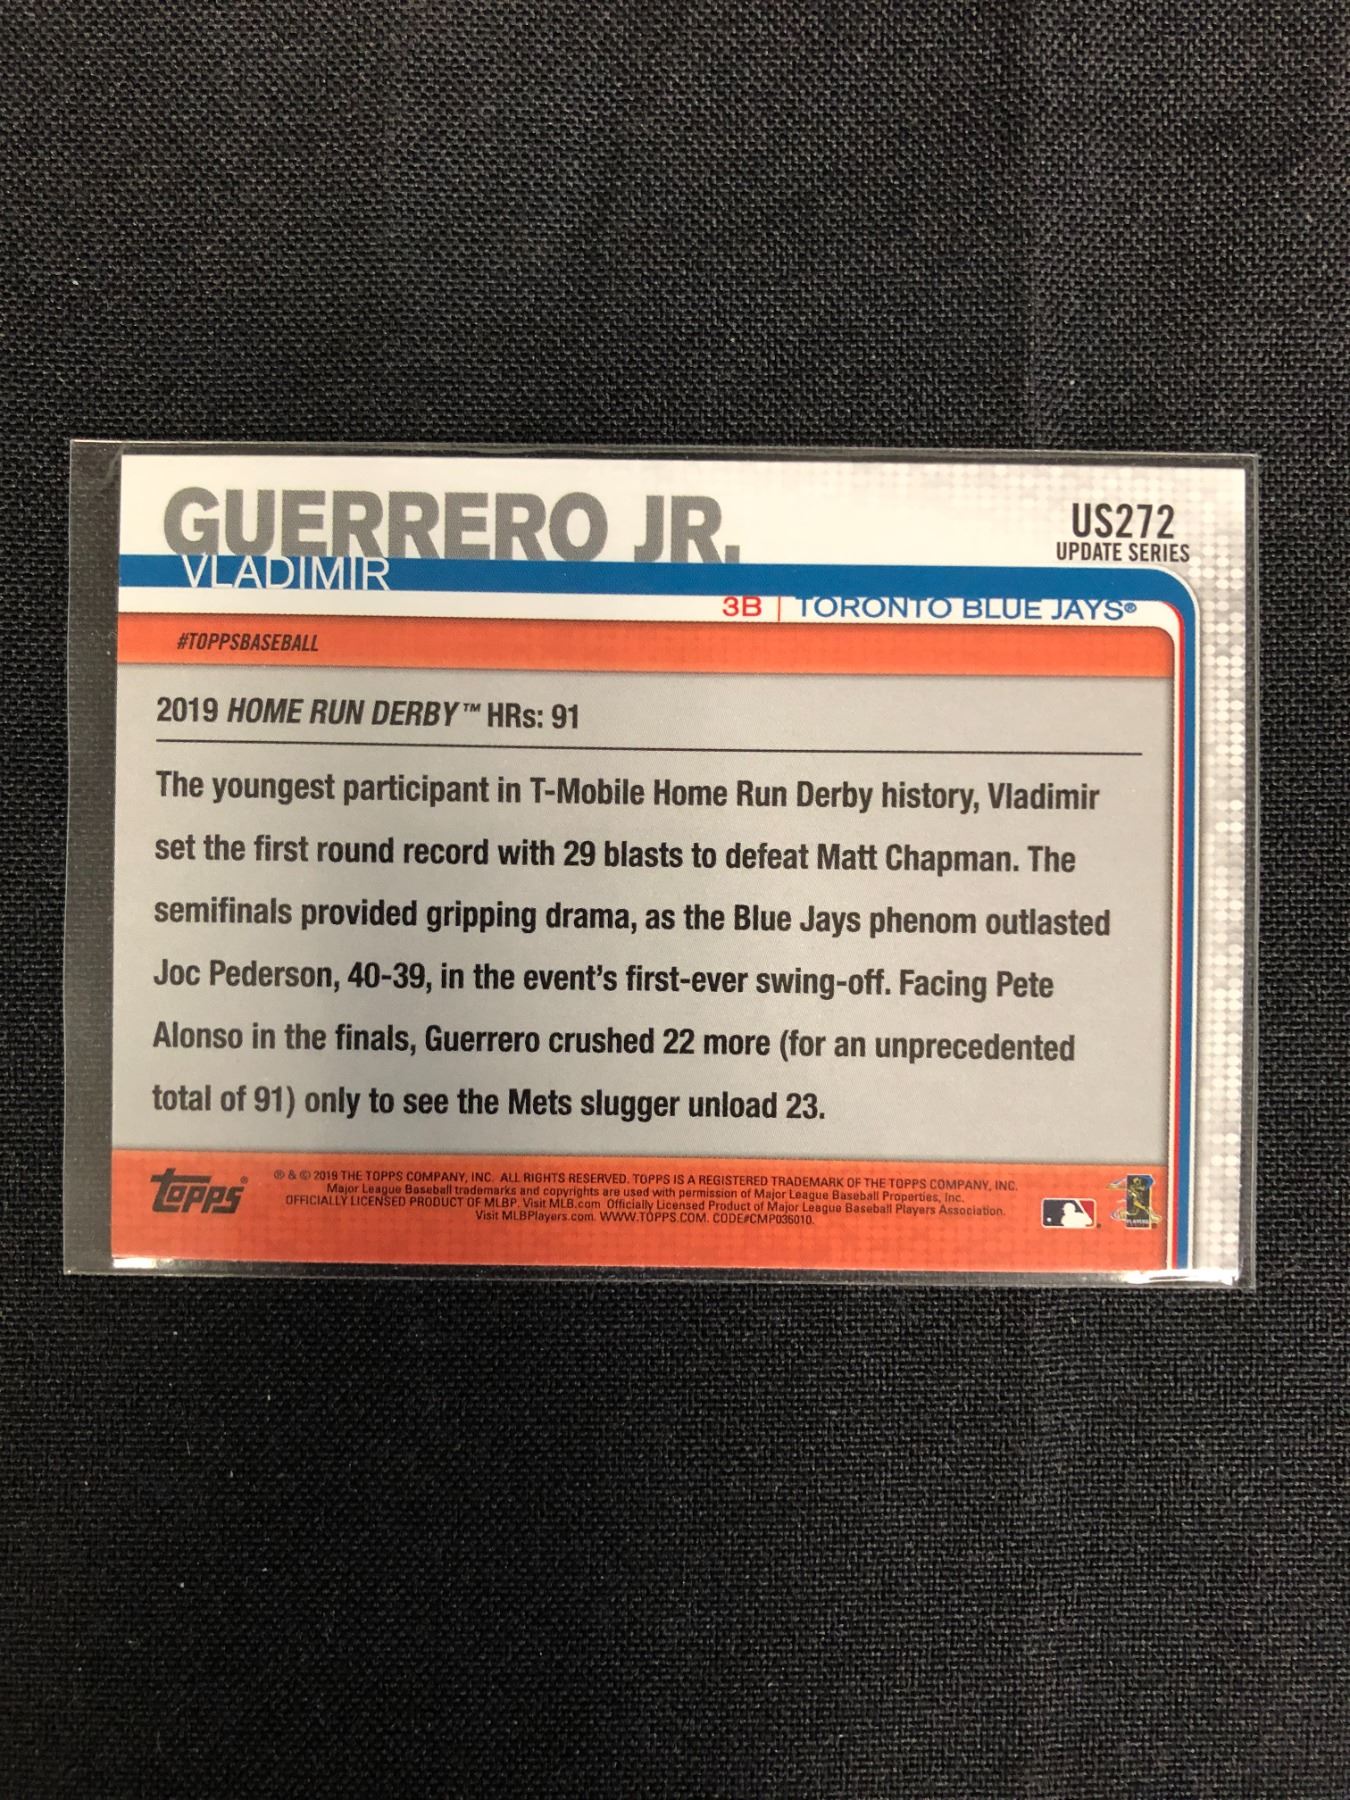 GUERRERO JR.
VLADIMIR
US272
UPDATE SERIES
3B | TORONTO BLUE JAYS®
#TOPPSBASEBALL
2019 HOME RUN DERBY™ HRs: 91
The youngest participant in T-Mobile Home Run Derby history, Vladimir
set the first round record with 29 blasts to defeat Matt Chapman. The
semifinals provided gripping drama, as the Blue Jays phenom outlasted
Joc Pederson, 40-39, in the event's first-ever swing-off. Facing Pete
Alonso in the finals, Guerrero crushed 22 more (for an unprecedented
total of 91) only to see the Mets slugger unload 23.
topps®
® & © 2019 THE TOPPS COMPANY, INC. ALL RIGHTS RESERVED. TOPPS IS A REGISTERED TRADEMARK OF THE TOPPS COMPANY, INC.
Major League Baseball trademarks and copyrights are used with permission of Major League Baseball Properties, Inc.
OFFICIALLY LICENSED PRODUCT OF MLBP. Visit MLB.com Officially Licensed Product of Major League Baseball Players Association.
Visit MLBPlayers.com. WWW.TOPPS.COM. CODE#CMP036010.